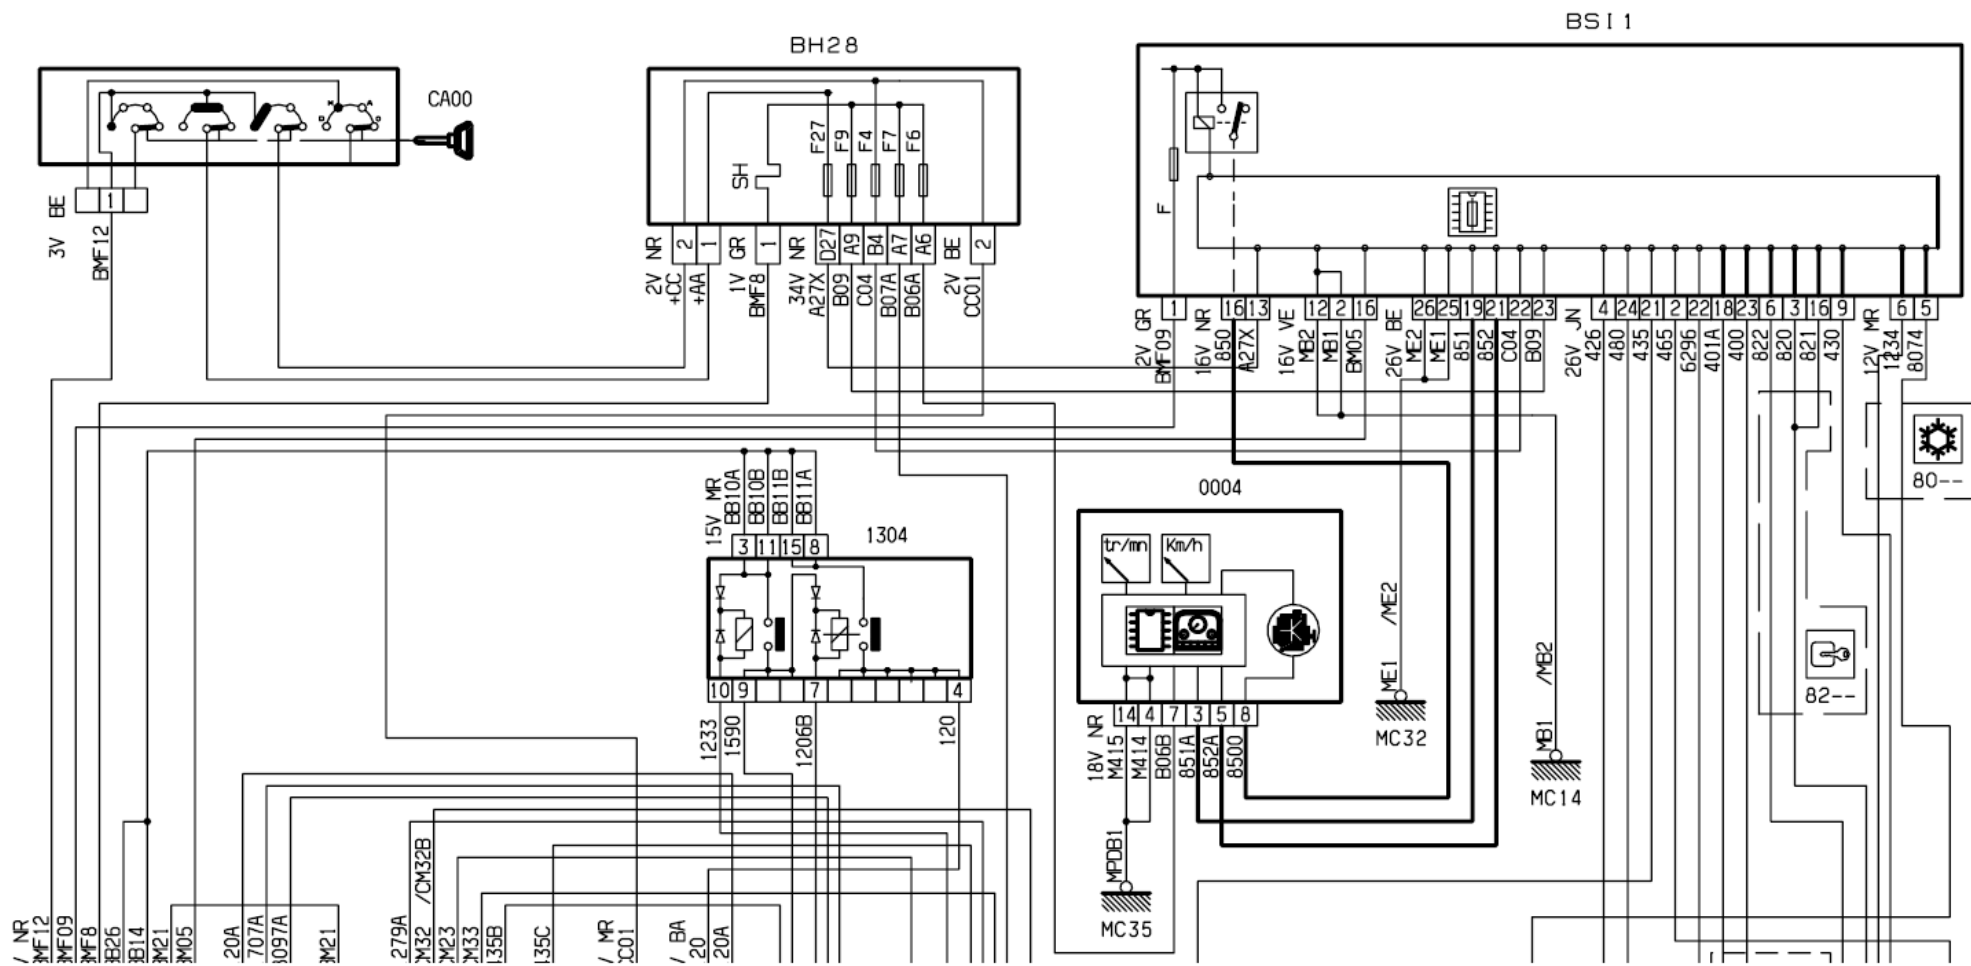 BSI1
BH28
CA00
N A
D
SH F27 F9 F4 F7 F6
F
3V BE 1
BMF12
2V NR 2 1
+CC +AA
1V GR 1
BMF8
34V NR D27 A9 B4 A7 A6
A27X B09 C04 B07A B06A
2V BE 2
CC01
2V GR 1
BMF09
16V NR 16 13
850 A27X
16V VE 12 2 16
MB2 MB1 BM05
26V BE 26 25 19 21 22 23
ME2 ME1 851 852 C04 B09
26V JN 4 24 21 2 22 18 23 6 3 16 9
426 480 435 465 6296 401A 400 822 820 821 430
12V MR 6 5
1234 8074
80--
82--
15V MR BB10A BB10B BB11B BB11A
3 11 15 8
1304
10 9 7 4
1233 1590 1206B 120
0004
tr/mn Km/h
18V NR 14 4 7 3 5 8
M415 M414 B06B 851A 852A 8500
MPDB1
MC35
ME1 /ME2
MC32
MB1 /MB2
MC14
NR
BMF12
BMF09
BMF8
BB26
BB14
BM21
BM05
20A
707A
B097A
BM21
279A
CM32 /CM32B
CM23
CM33
435B
435C
MR
CC01
BA
20
20A